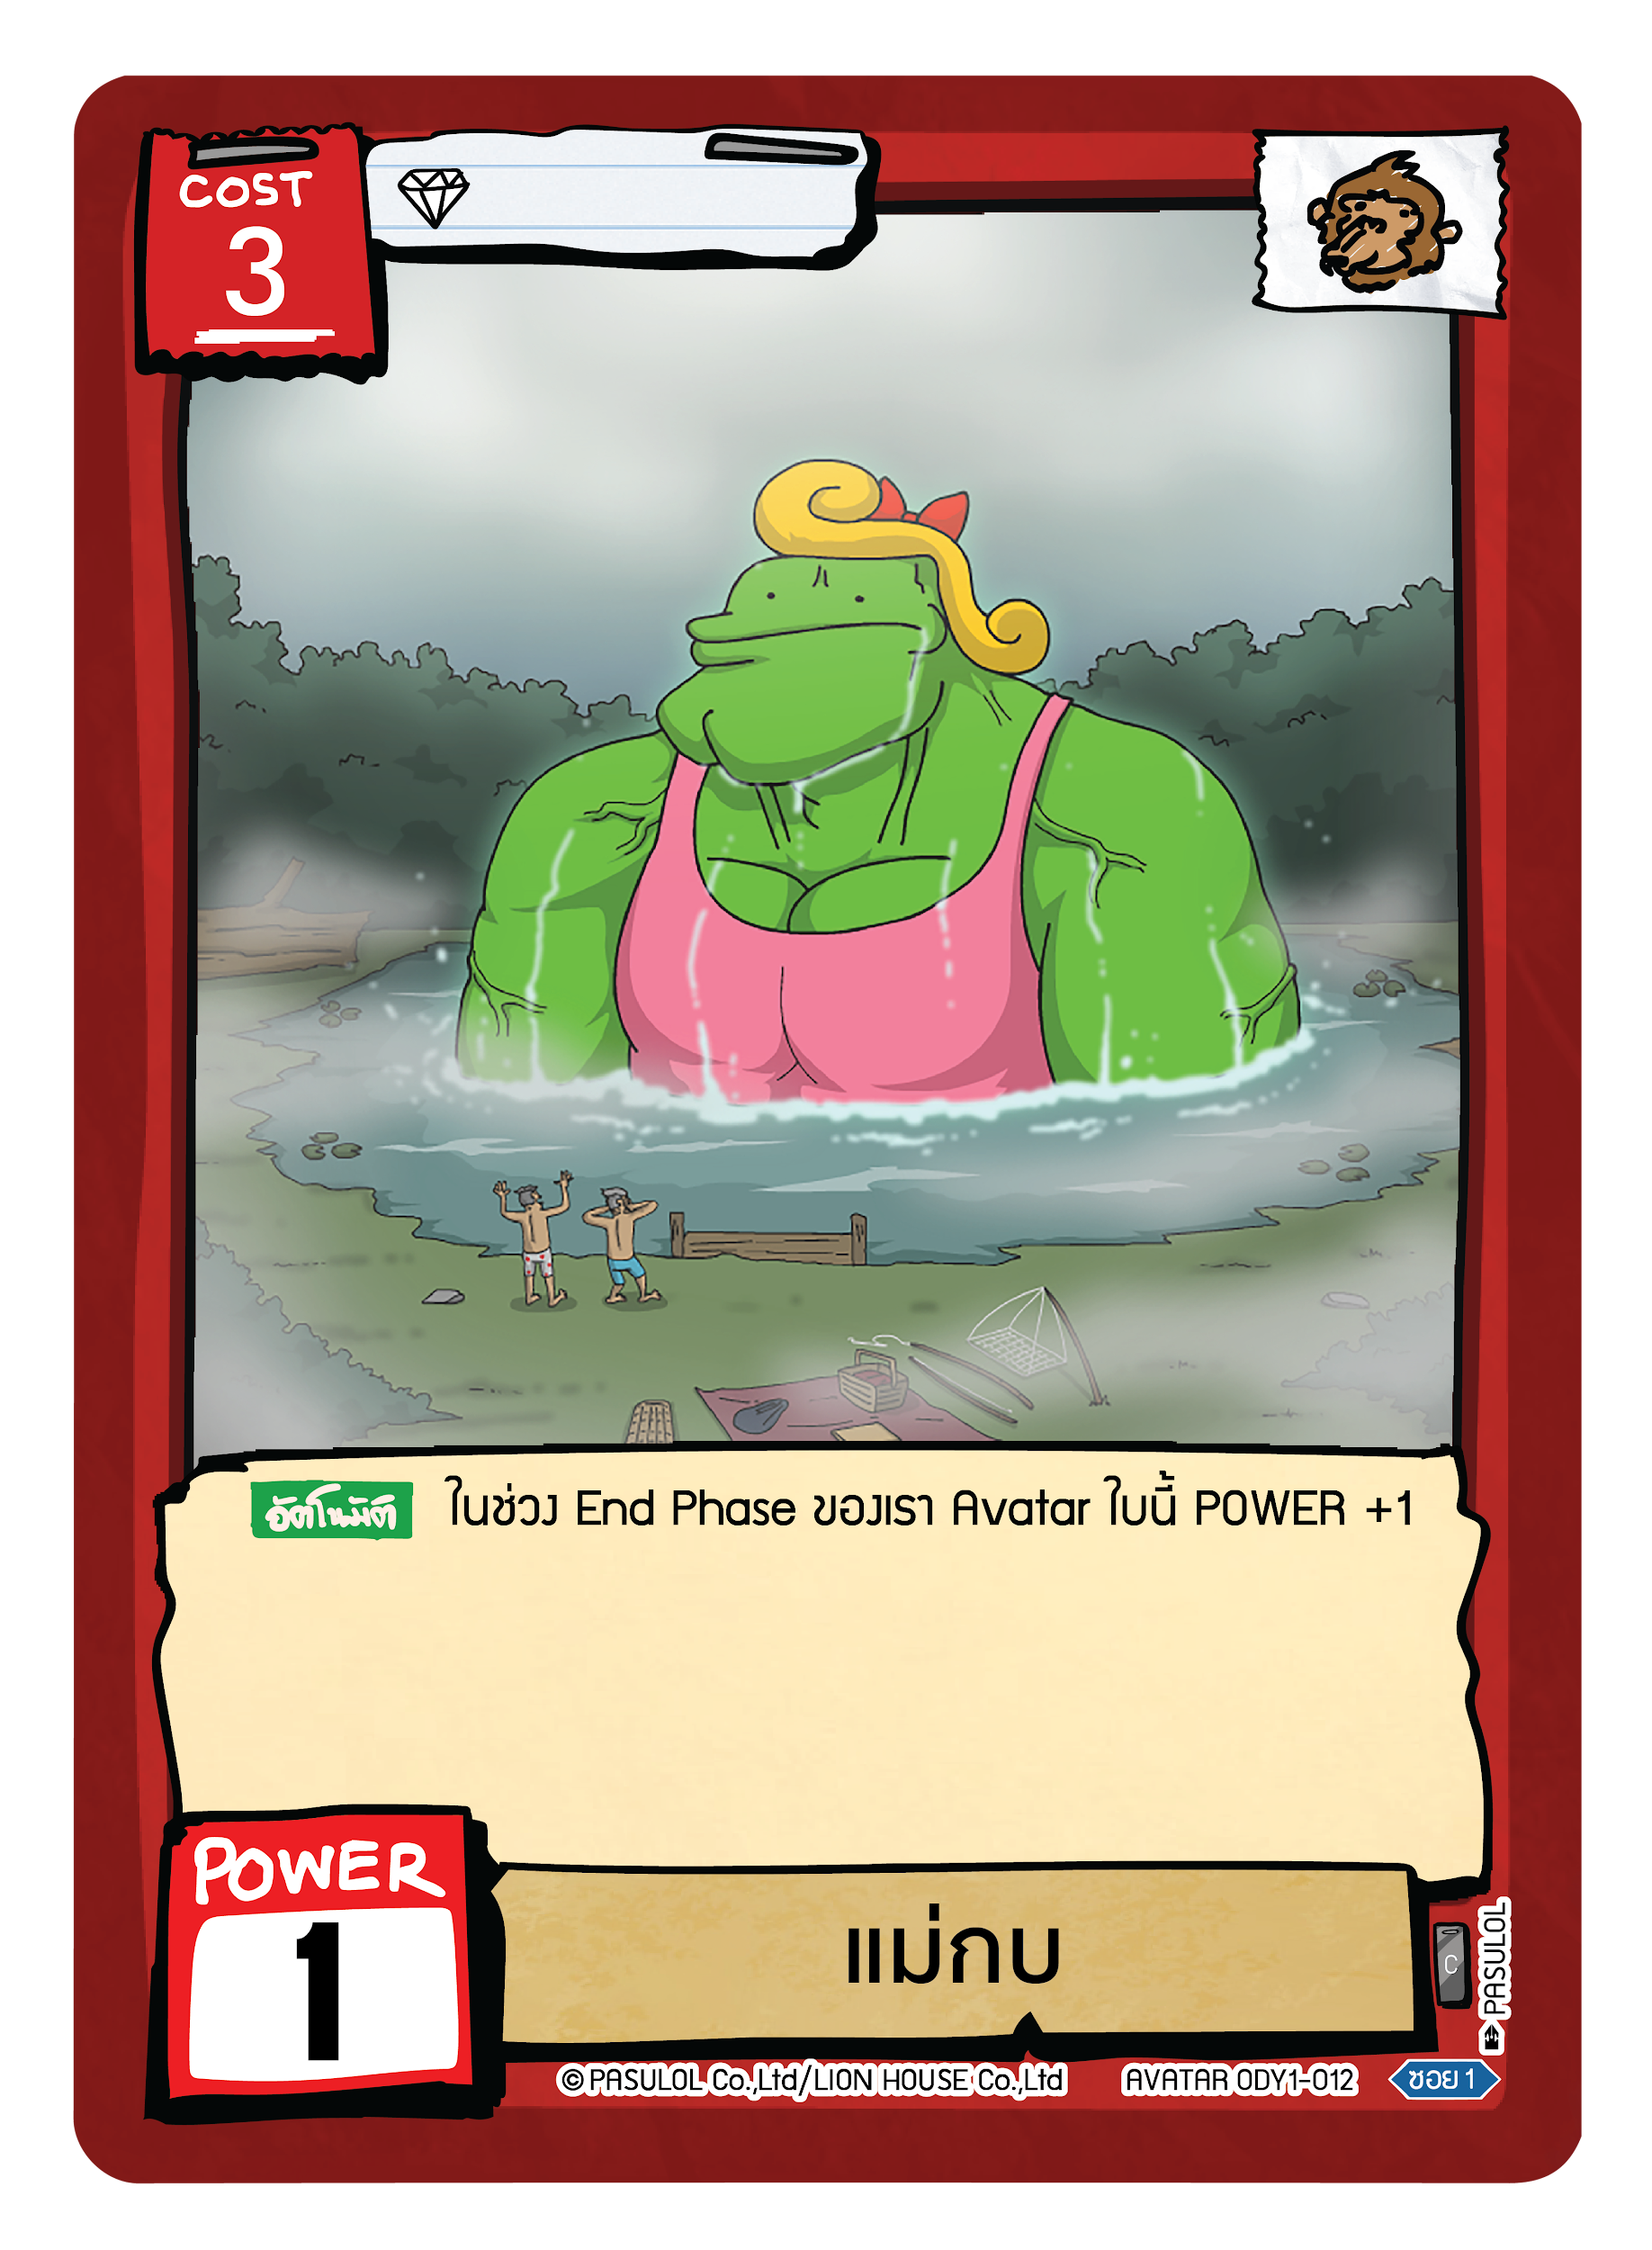 COST
3
อัตโนมัติ ในช่วง End Phase ของเรา Avatar ใบนี้ POWER +1
POWER
1
แม่กบ
C
PASULOL
©PASULOL Co.,Ltd/LION HOUSE Co.,Ltd AVATAR ODY1-012 ซอย 1